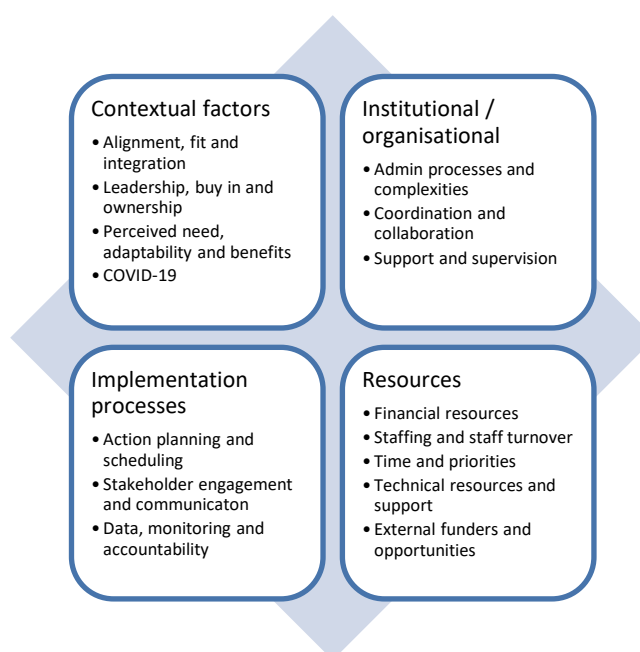 Contextual factors
• Alignment, fit and
integration
• Leadership, buy in and
ownership
• Perceived need,
adaptability and benefits
• COVID-19
Institutional /
organisational
• Admin processes and
complexities
• Coordination and
collaboration
• Support and supervision
Implementation
processes
• Action planning and
scheduling
• Stakeholder engagement
and communicaton
• Data, monitoring and
accountability
Resources
• Financial resources
• Staffing and staff turnover
• Time and priorities
• Technical resources and
support
• External funders and
opportunities